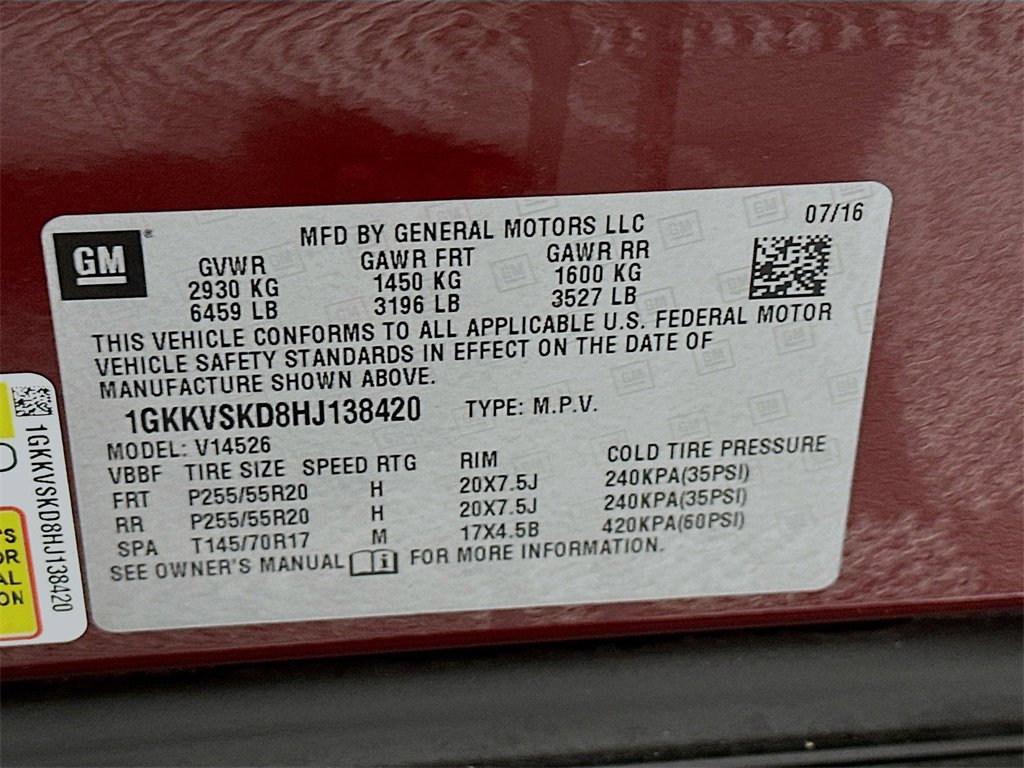 07/16
GM
MFD BY GENERAL MOTORS LLC
GVWR GAWR FRT GAWR RR
2930 KG 1450 KG 1600 KG
6459 LB 3196 LB 3527 LB
THIS VEHICLE CONFORMS TO ALL APPLICABLE U.S. FEDERAL MOTOR
VEHICLE SAFETY STANDARDS IN EFFECT ON THE DATE OF
MANUFACTURE SHOWN ABOVE.
1GKKVSKD8HJ138420 TYPE: M.P.V.
MODEL: V14526
VBBF TIRE SIZE SPEED RTG RIM COLD TIRE PRESSURE
FRT P255/55R20 H 20X7.5J 240KPA(35PSI)
RR P255/55R20 H 20X7.5J 240KPA(35PSI)
SPA T145/70R17 M 17X4.5B 420KPA(60PSI)
SEE OWNER'S MANUAL FOR MORE INFORMATION.
1GKKVSKD8HJ138420
'S
OR
AL
ON